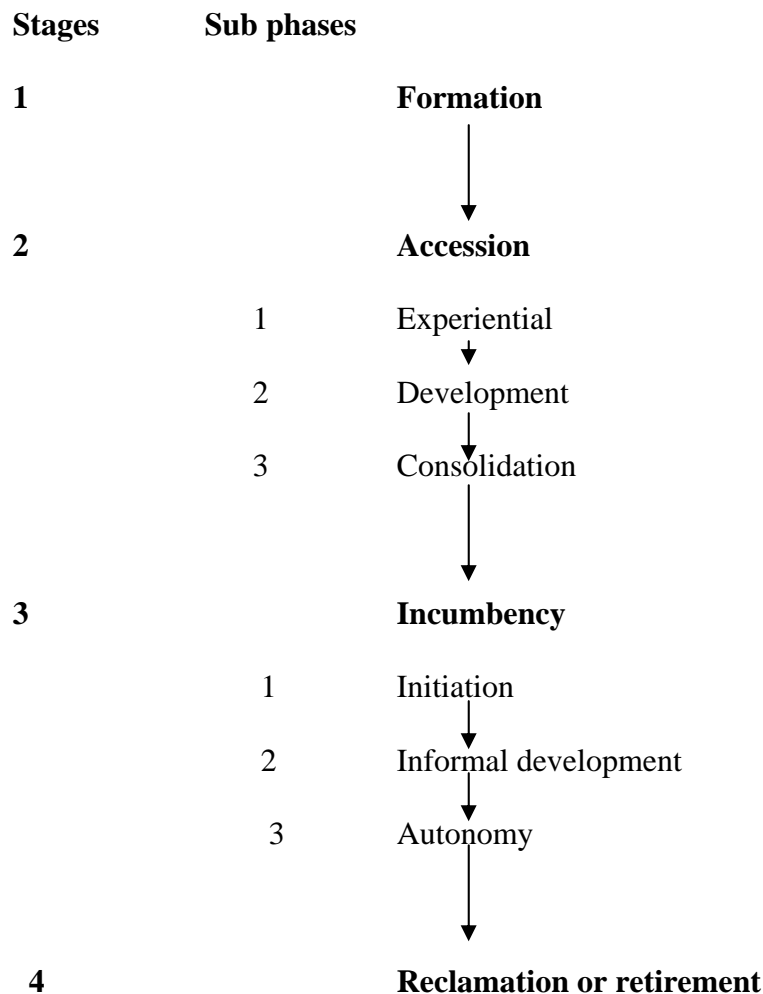 Stages Sub phases
1 Formation
2 Accession
1 Experiential
2 Development
3 Consolidation
3 Incumbency
1 Initiation
2 Informal development
3 Autonomy
4 Reclamation or retirement